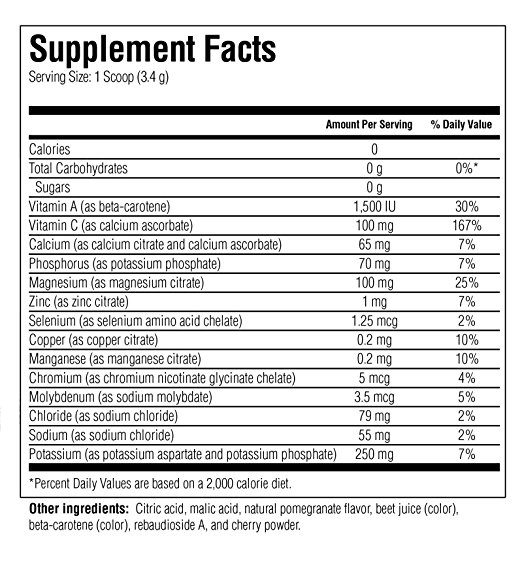 Supplement Facts
Serving Size: 1 Scoop (3.4 g)
Amount Per Serving % Daily Value
Calories 0
Total Carbohydrates 0 g 0%*
Sugars 0 g
Vitamin A (as beta-carotene) 1,500 IU 30%
Vitamin C (as calcium ascorbate) 100 mg 167%
Calcium (as calcium citrate and calcium ascorbate) 65 mg 7%
Phosphorus (as potassium phosphate) 70 mg 7%
Magnesium (as magnesium citrate) 100 mg 25%
Zinc (as zinc citrate) 1 mg 7%
Selenium (as selenium amino acid chelate) 1.25 mcg 2%
Copper (as copper citrate) 0.2 mg 10%
Manganese (as manganese citrate) 0.2 mg 10%
Chromium (as chromium nicotinate glycinate chelate) 5 mcg 4%
Molybdenum (as sodium molybdate) 3.5 mcg 5%
Chloride (as sodium chloride) 79 mg 2%
Sodium (as sodium chloride) 55 mg 2%
Potassium (as potassium aspartate and potassium phosphate) 250 mg 7%
*Percent Daily Values are based on a 2,000 calorie diet.
Other ingredients: Citric acid, malic acid, natural pomegranate flavor, beet juice (color),
beta-carotene (color), rebaudioside A, and cherry powder.